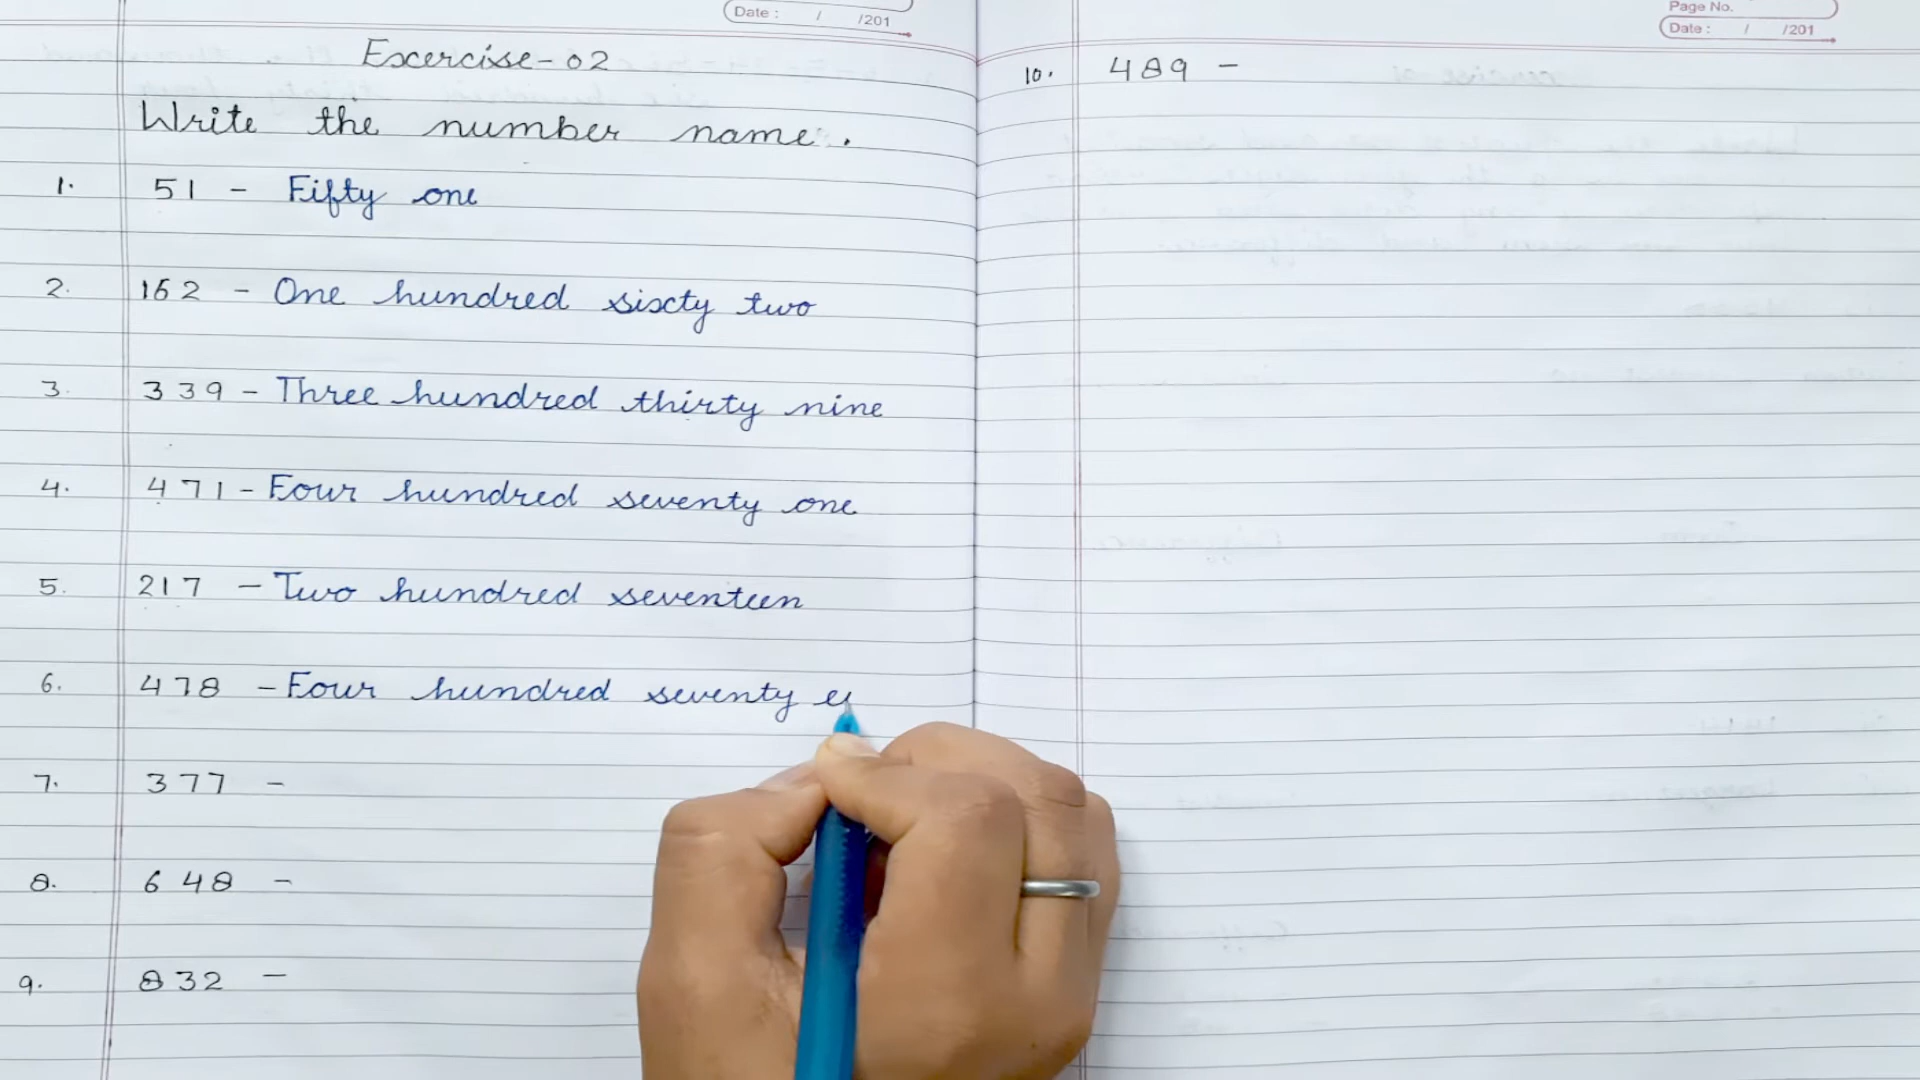 Date : / /201
Excercise-02
Write the number name.
1. 51 - Fifty one
2. 162 - One hundred sixty two
3. 339 - Three hundred thirty nine
4. 471 - Four hundred seventy one
5. 217 - Two hundred seventeen
6. 478 - Four hundred seventy ei
7. 377 -
8. 648 -
9. 832 -
Page No.
Date : / /201
10. 489 -